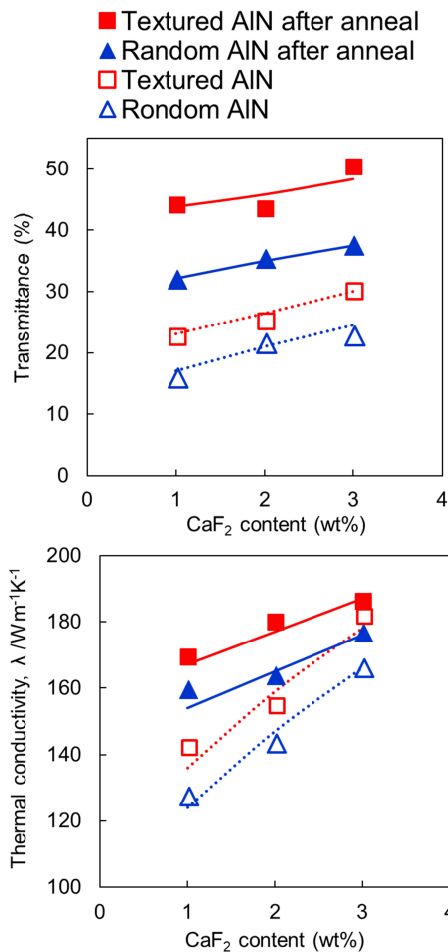 Textured AlN after anneal
Random AlN after anneal
Textured AlN
Rondom AlN
50
40
30
20
10
0
Transmittance (%)
0 1 2 3 4
CaF₂ content (wt%)
200
180
160
140
120
100
Thermal conductivity, λ /Wm⁻¹K⁻¹
0 1 2 3 4
CaF₂ content (wt%)